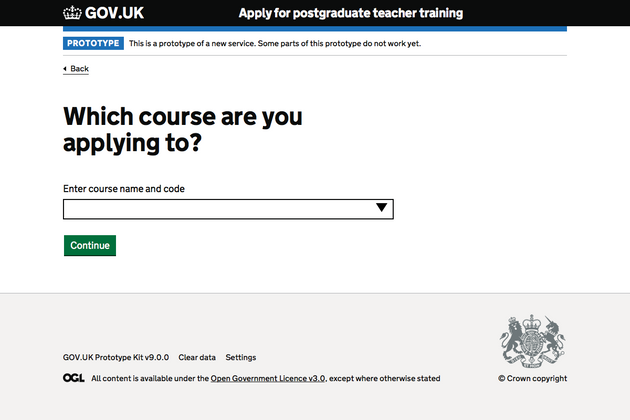 GOV.UK Apply for postgraduate teacher training
PROTOTYPE This is a prototype of a new service. Some parts of this prototype do not work yet.
Back
Which course are you
applying to?
Enter course name and code
Continue
GOV.UK Prototype Kit v9.0.0 Clear data Settings
OGL All content is available under the Open Government Licence v3.0, except where otherwise stated
© Crown copyright